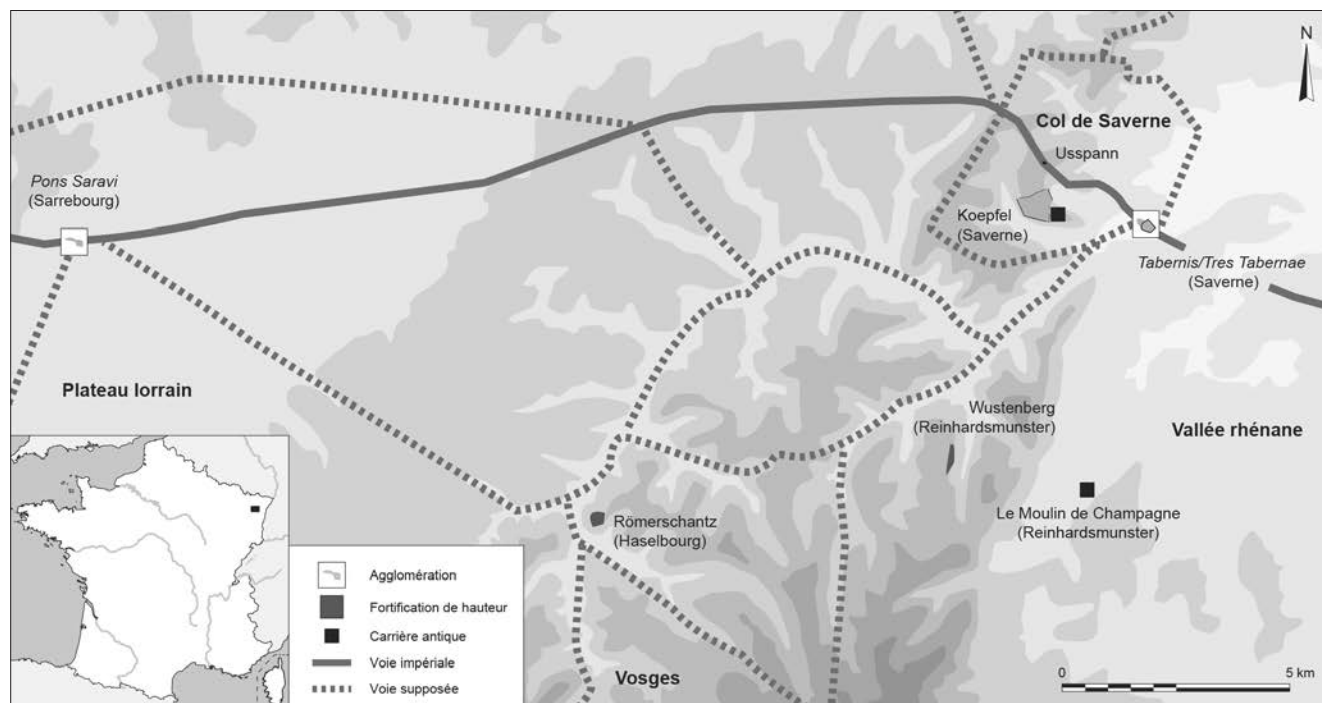 N
Col de Saverne
Usspann
Pons Saravi
(Sarrebourg)
Koepfel
(Saverne)
Tabernis/Tres Tabernae
(Saverne)
Plateau lorrain
Wustenberg
(Reinhardsmunster)
Vallée rhénane
Le Moulin de Champagne
(Reinhardsmunster)
Römerschantz
(Haselbourg)
Agglomération
Fortification de hauteur
Carrière antique
Voie impériale
Voie supposée
Vosges
0
5 km